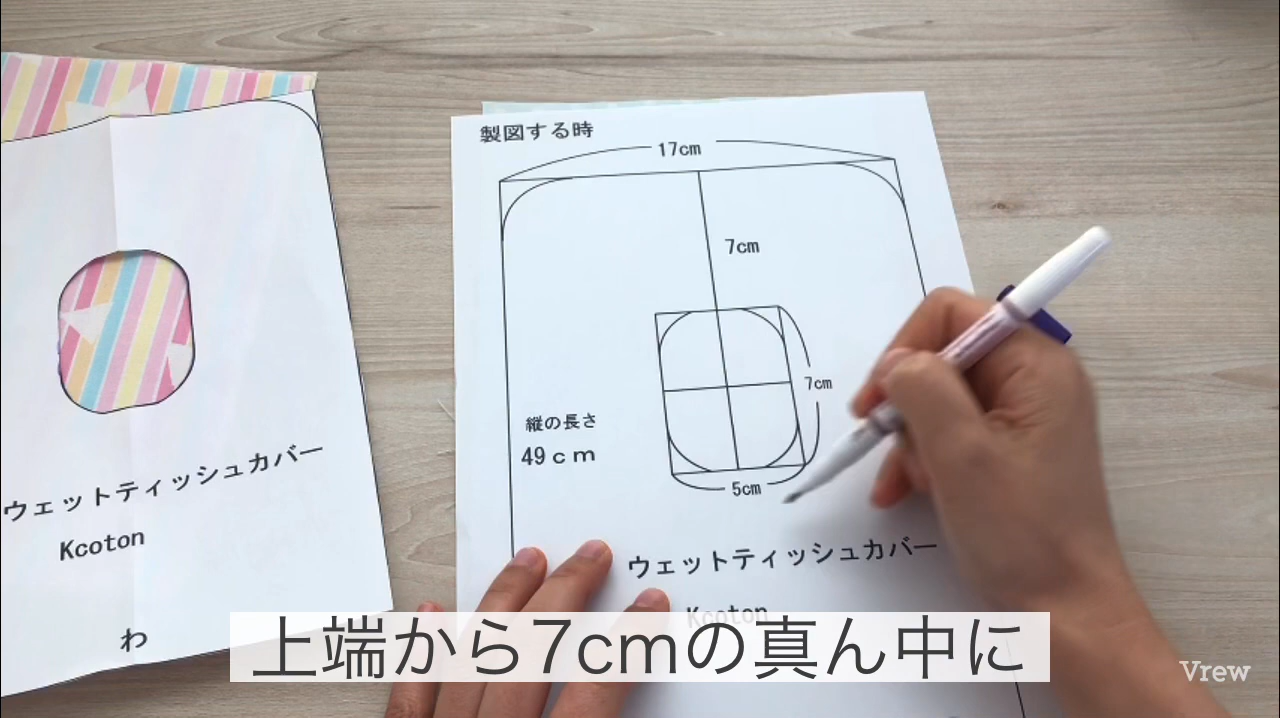 製図する時
17cm
7cm
7cm
縦の長さ
49ｃｍ
5cm
ウェットティッシュカバー
Kcoton
ウェットティッシュカバー
Kcoton
わ
上端から7cmの真ん中に
Vrew